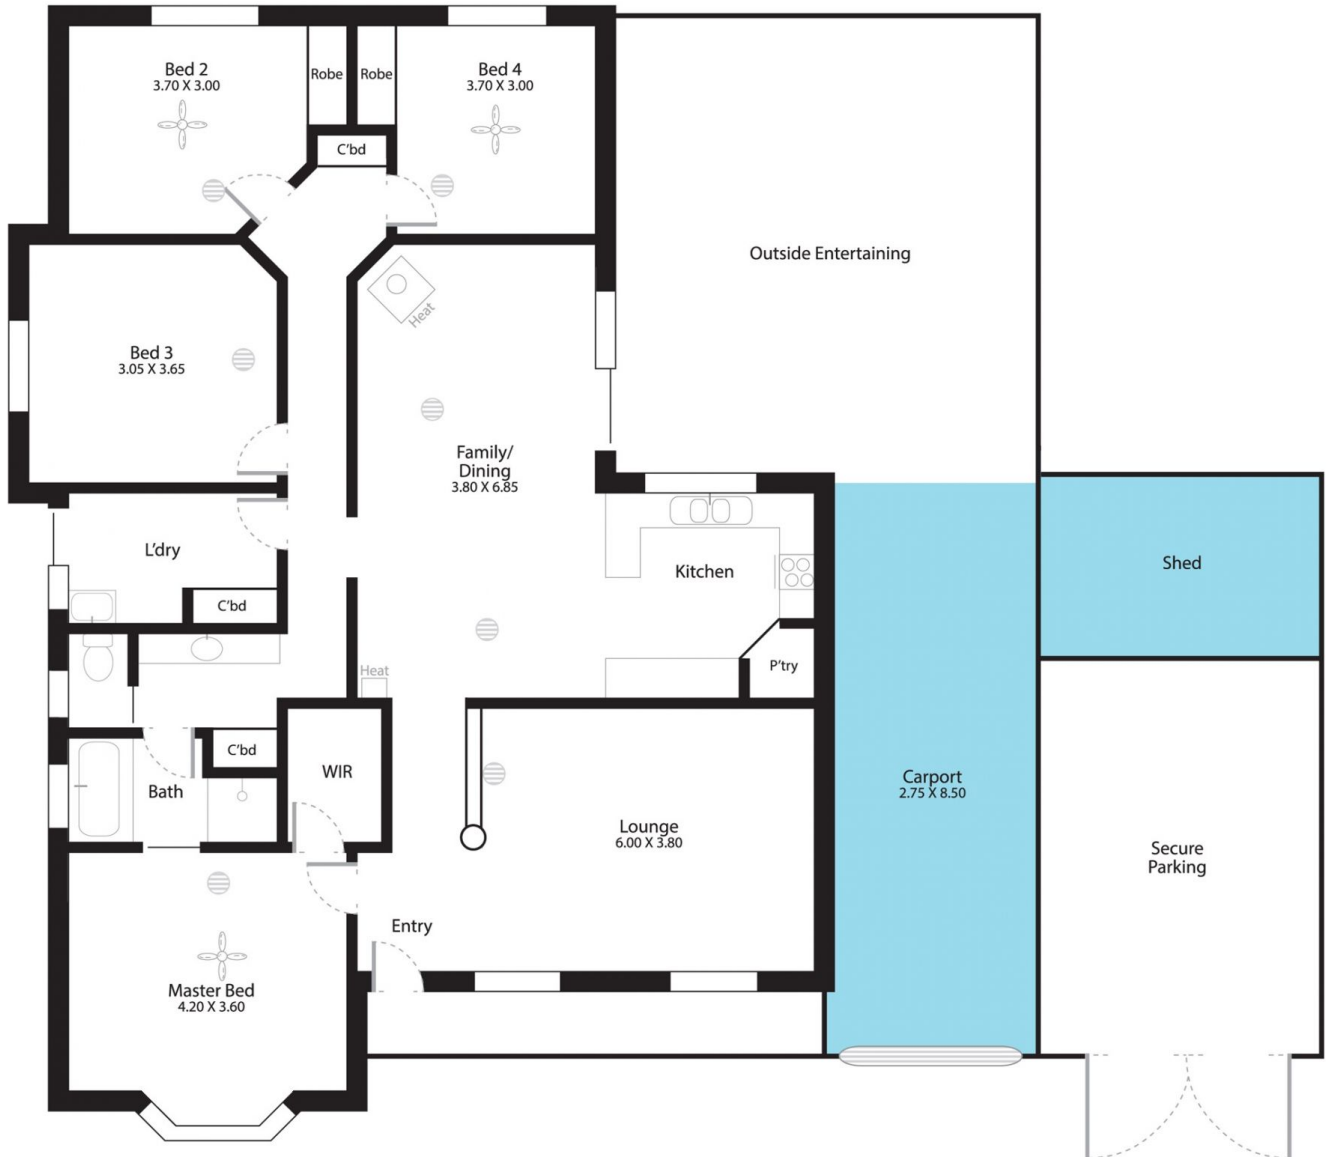 Bed 2
3.70 X 3.00
Robe
Robe
Bed 4
3.70 X 3.00
C'bd
Outside Entertaining
Heat
Bed 3
3.05 X 3.65
Family/
Dining
3.80 X 6.85
L'dry
C'bd
Kitchen
Shed
Heat
P'try
C'bd
Bath
WIR
Lounge
6.00 X 3.80
Carport
2.75 X 8.50
Secure
Parking
Entry
Master Bed
4.20 X 3.60